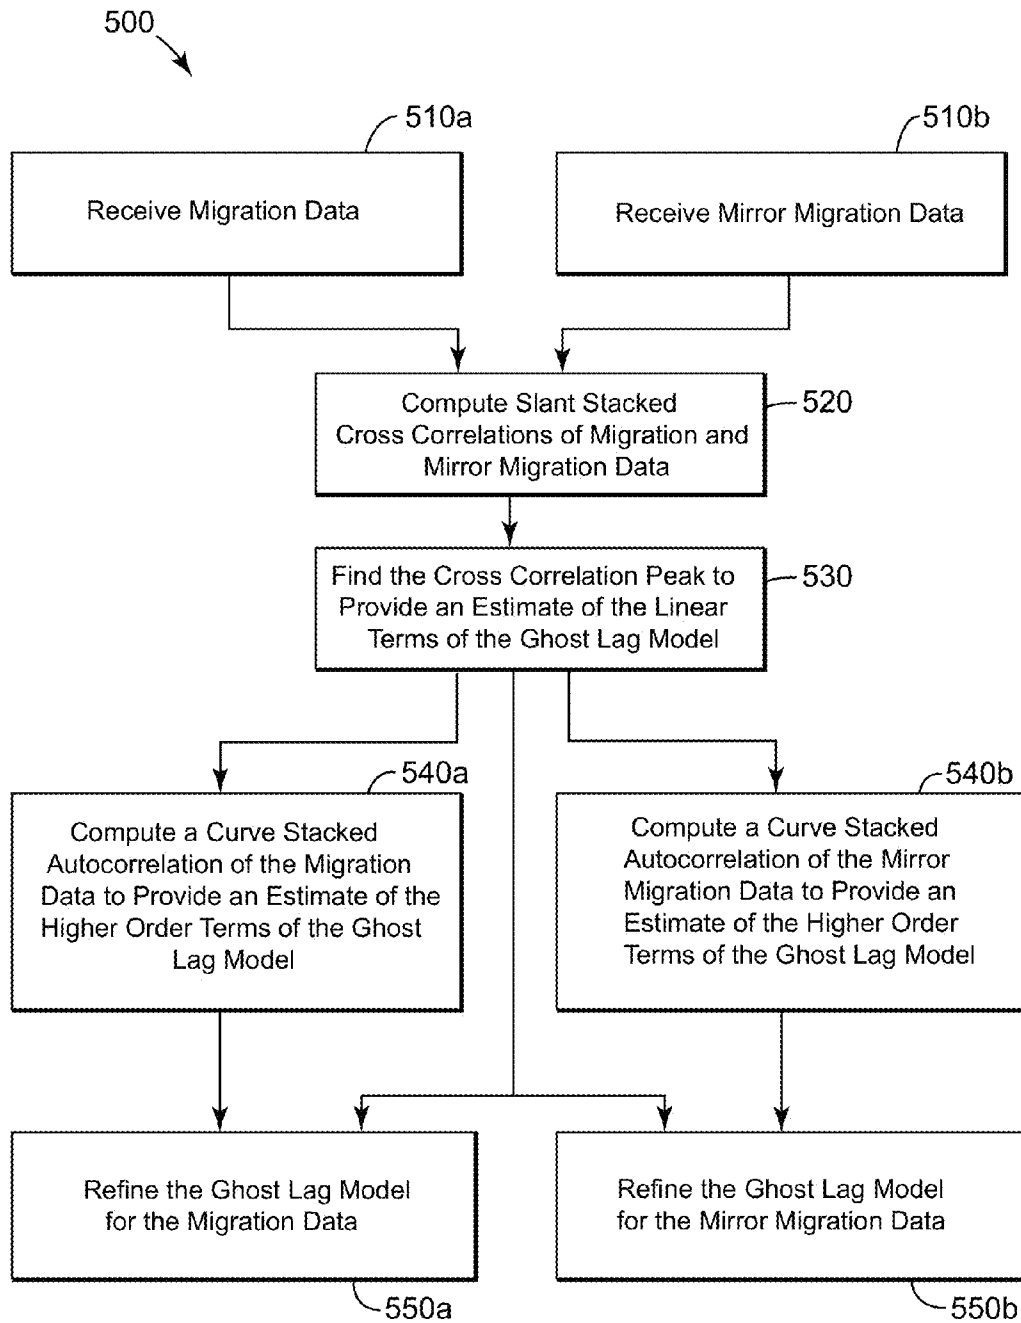 500
510a
510b
Receive Migration Data
Receive Mirror Migration Data
Compute Slant Stacked
Cross Correlations of Migration and
Mirror Migration Data
520
Find the Cross Correlation Peak to
Provide an Estimate of the Linear
Terms of the Ghost Lag Model
530
540a
Compute a Curve Stacked
Autocorrelation of the Migration
Data to Provide an Estimate of the
Higher Order Terms of the Ghost
Lag Model
540b
Compute a Curve Stacked
Autocorrelation of the Mirror
Migration Data to Provide an
Estimate of the Higher Order
Terms of the Ghost Lag Model
Refine the Ghost Lag Model
for the Migration Data
550a
Refine the Ghost Lag Model
for the Mirror Migration Data
550b